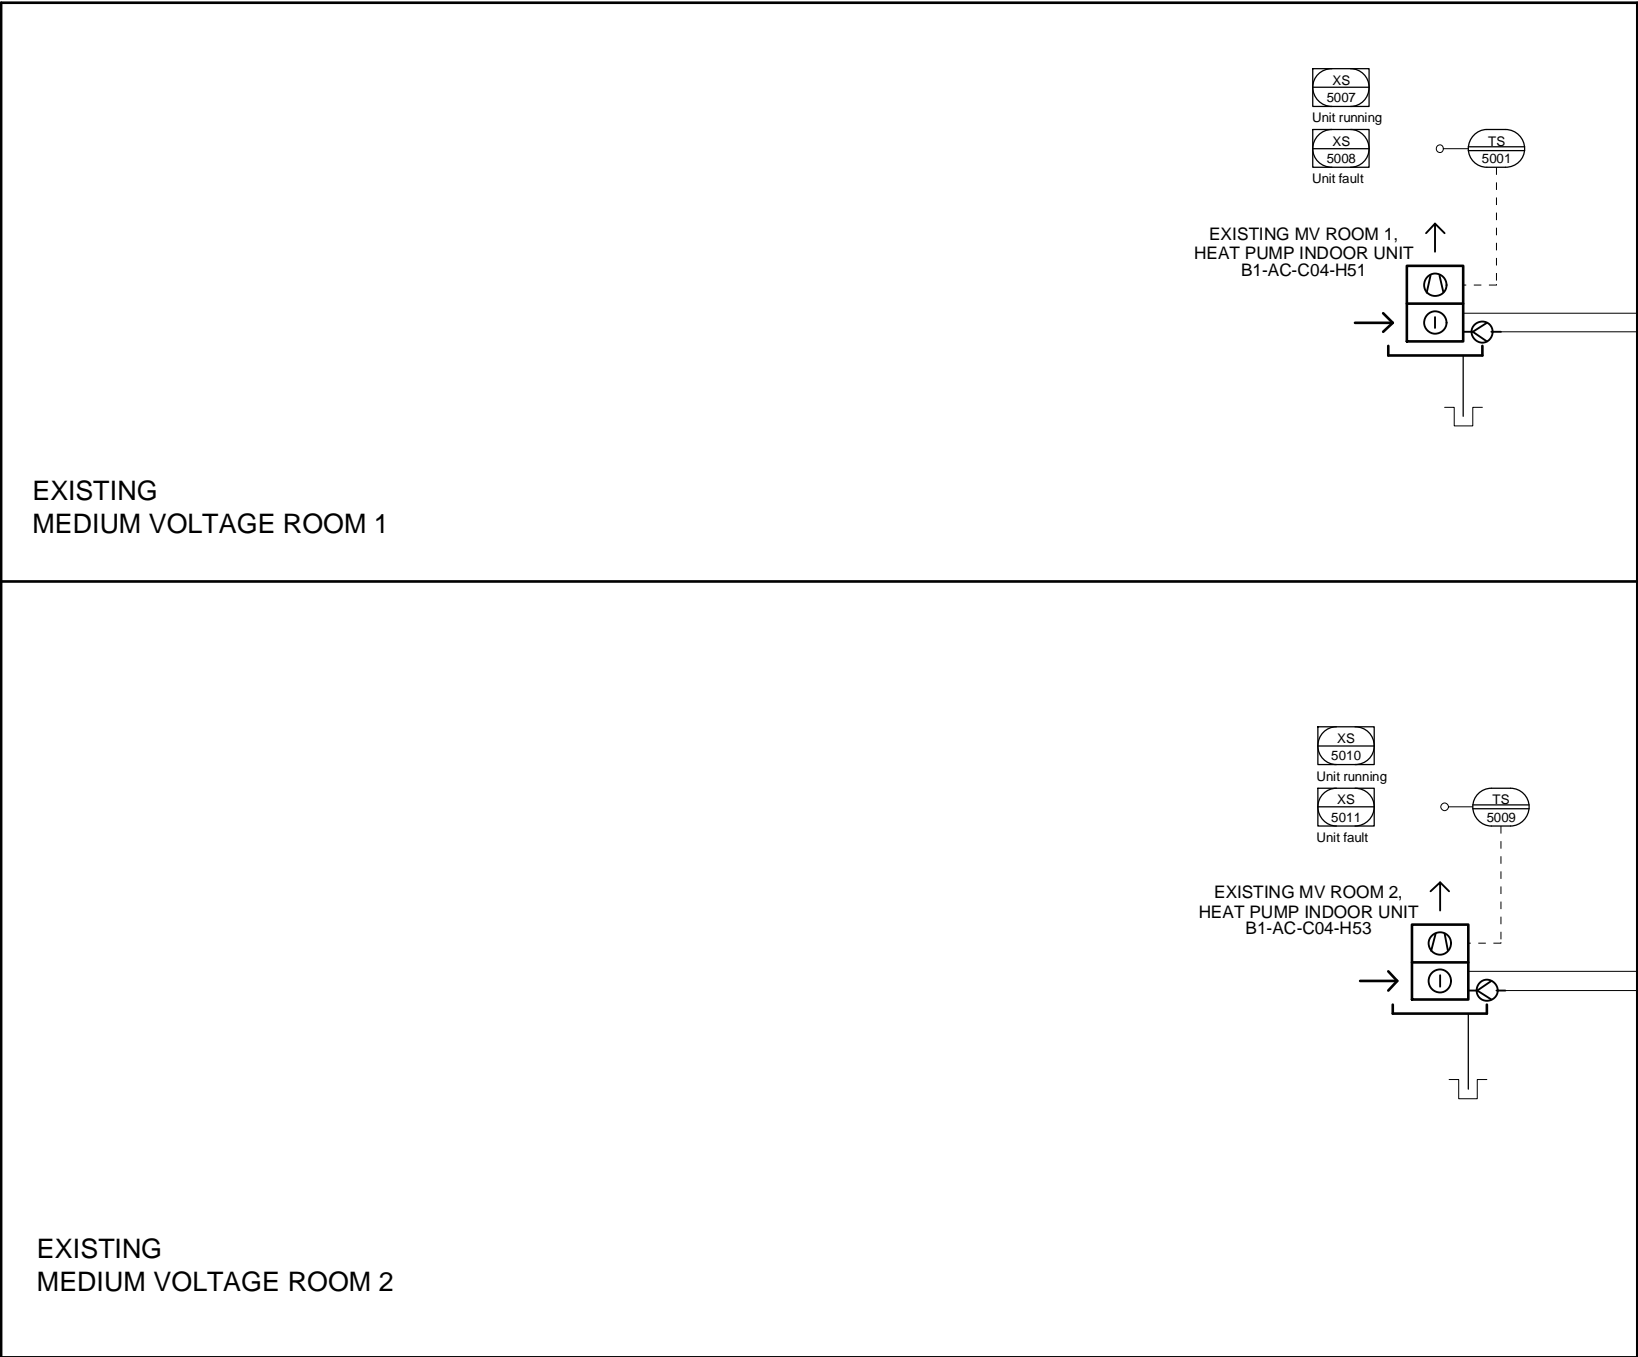 XS
5007
Unit running
XS
5008
Unit fault
TS
5001
EXISTING MV ROOM 1,
HEAT PUMP INDOOR UNIT
B1-AC-C04-H51
EXISTING
MEDIUM VOLTAGE ROOM 1
XS
5010
Unit running
XS
5011
Unit fault
TS
5009
EXISTING MV ROOM 2,
HEAT PUMP INDOOR UNIT
B1-AC-C04-H53
EXISTING
MEDIUM VOLTAGE ROOM 2